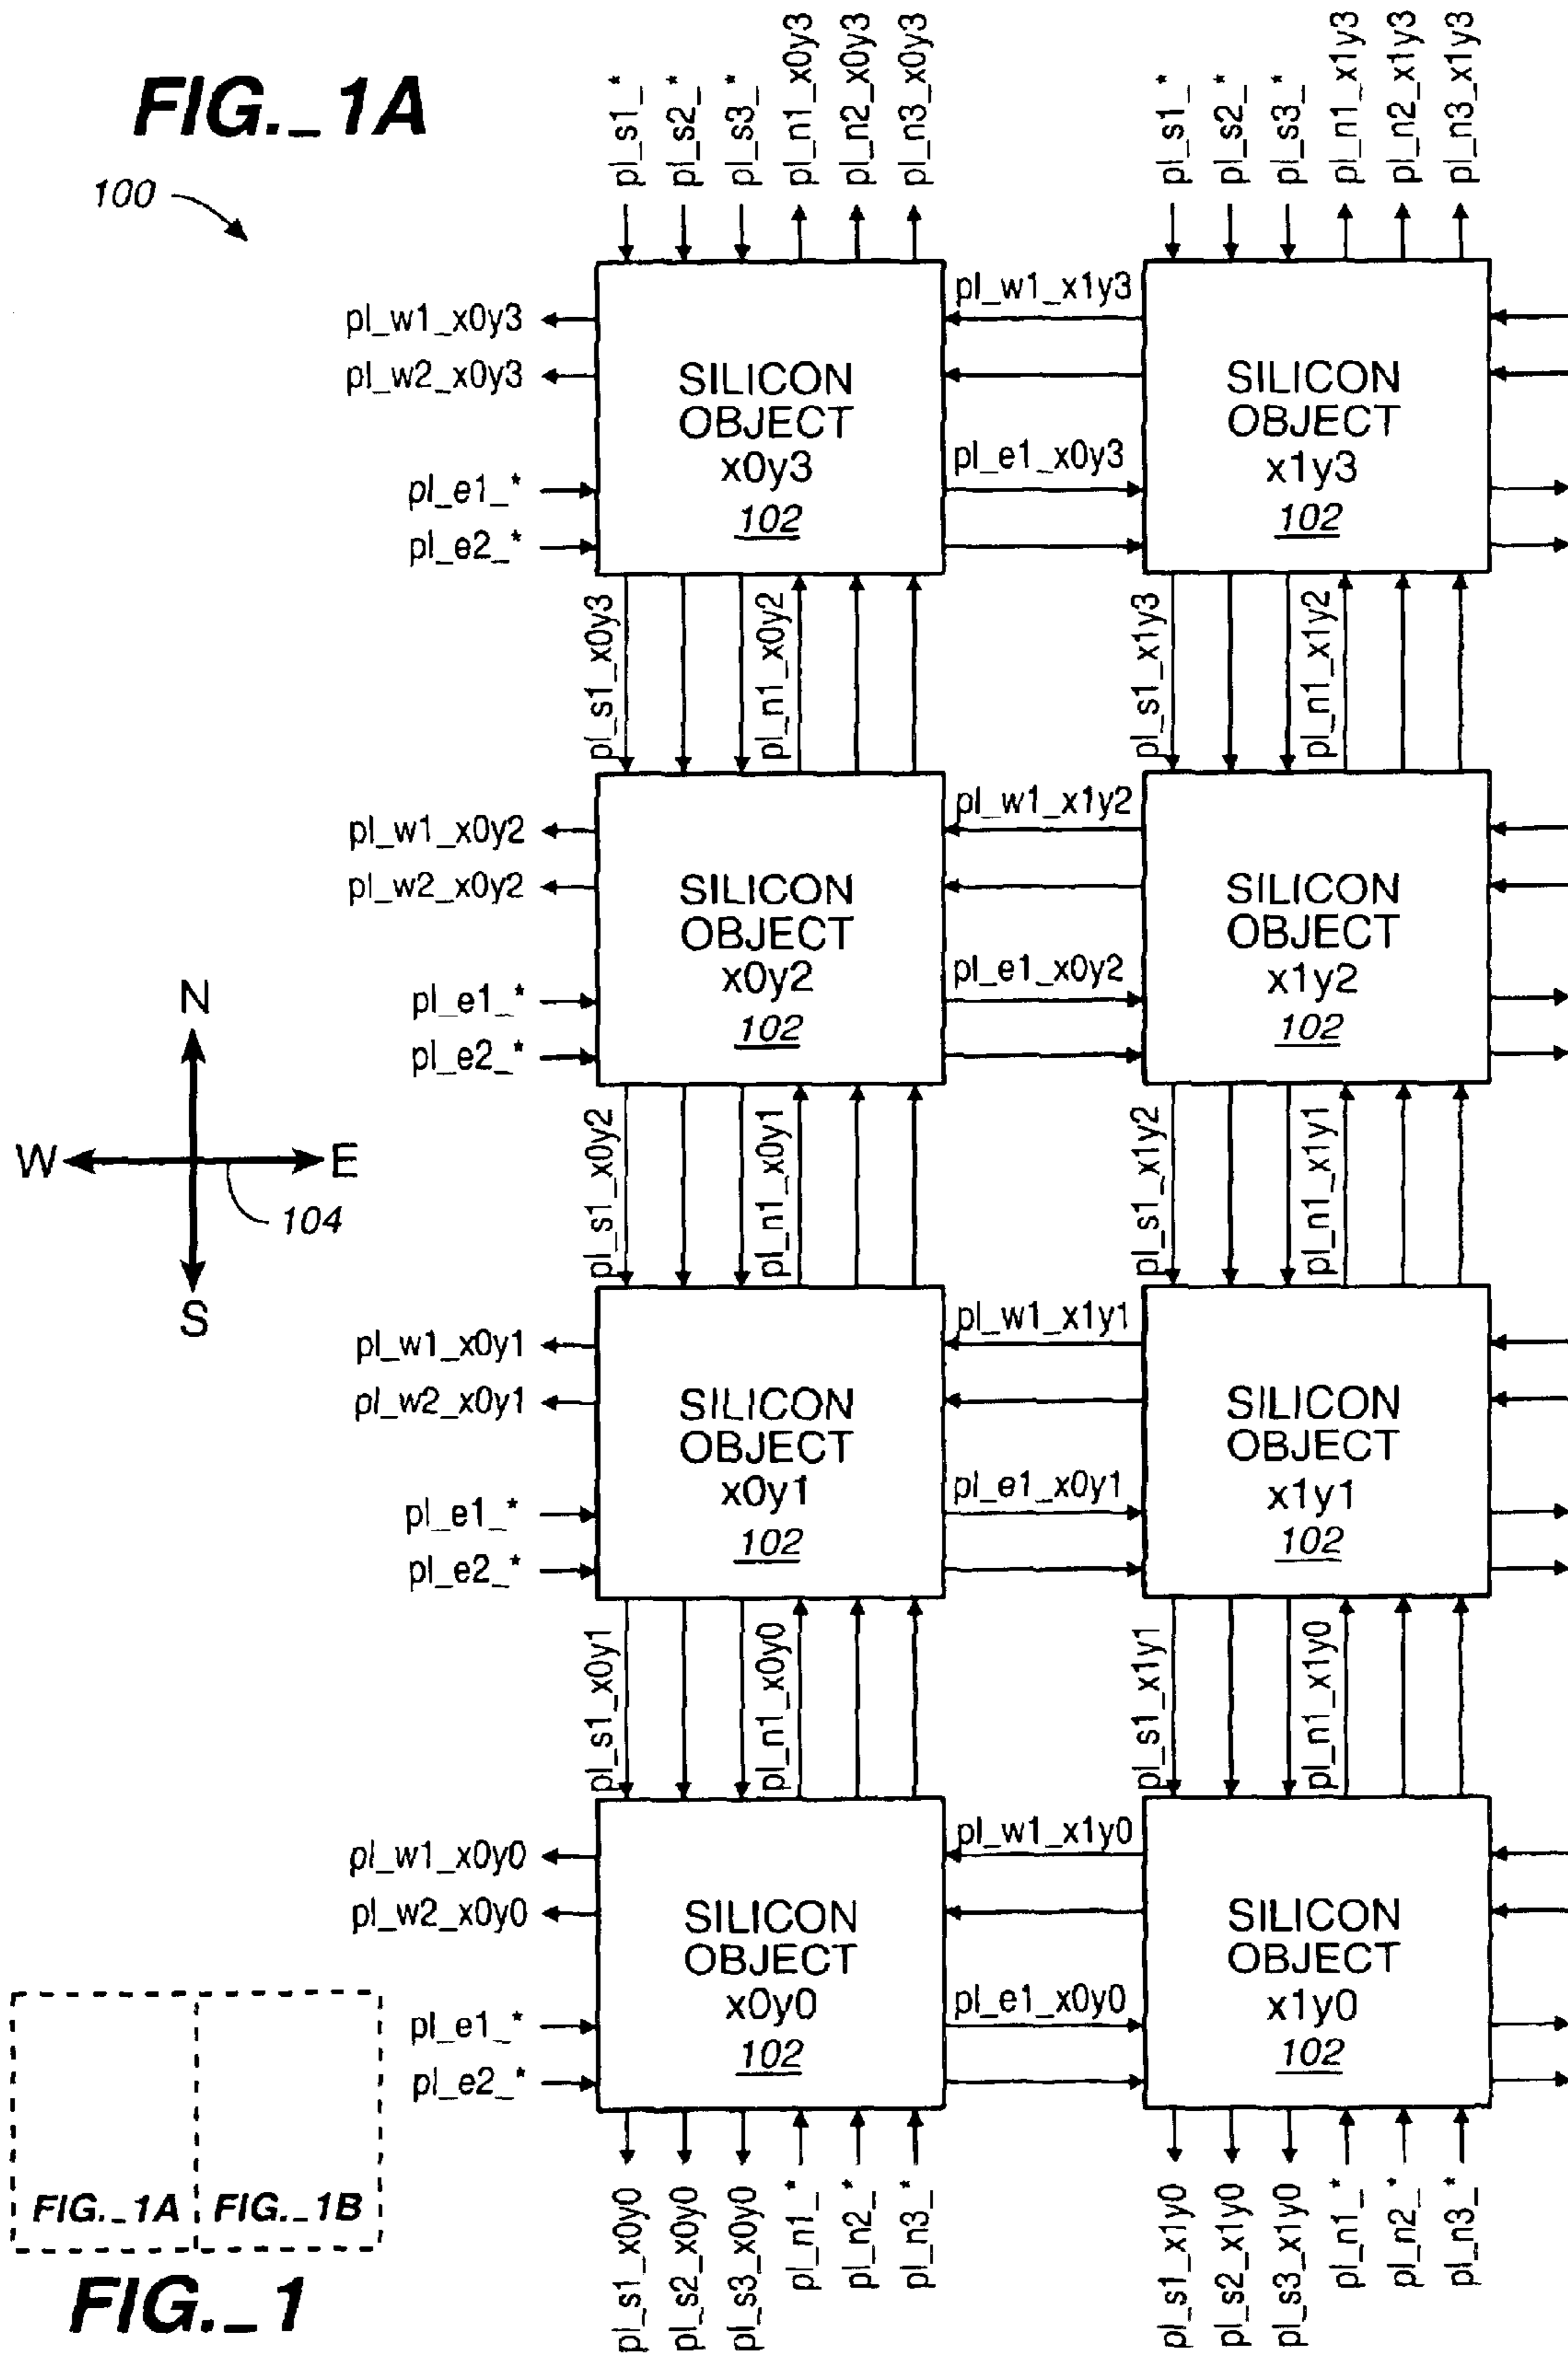 FIG._1A
100
pl_s1_*
pl_s2_*
pl_s3_*
pl_n1_x0y3
pl_n2_x0y3
pl_n3_x0y3
pl_s1_*
pl_s2_*
pl_s3_*
pl_n1_x1y3
pl_n2_x1y3
pl_n3_x1y3
pl_w1_x0y3
pl_w2_x0y3
pl_e1_*
pl_e2_*
SILICON
OBJECT
x0y3
102
pl_w1_x1y3
pl_e1_x0y3
SILICON
OBJECT
x1y3
102
pl_s1_x0y3
pl_n1_x0y2
pl_s1_x1y3
pl_n1_x1y2
pl_w1_x0y2
pl_w2_x0y2
pl_e1_*
pl_e2_*
SILICON
OBJECT
x0y2
102
pl_w1_x1y2
pl_e1_x0y2
SILICON
OBJECT
x1y2
102
N
W
E
S
104
pl_s1_x0y2
pl_n1_x0y1
pl_s1_x1y2
pl_n1_x1y1
pl_w1_x0y1
pl_w2_x0y1
pl_e1_*
pl_e2_*
SILICON
OBJECT
x0y1
102
pl_w1_x1y1
pl_e1_x0y1
SILICON
OBJECT
x1y1
102
pl_s1_x0y1
pl_n1_x0y0
pl_s1_x1y1
pl_n1_x1y0
pl_w1_x0y0
pl_w2_x0y0
pl_e1_*
pl_e2_*
SILICON
OBJECT
x0y0
102
pl_w1_x1y0
pl_e1_x0y0
SILICON
OBJECT
x1y0
102
pl_s1_x0y0
pl_s2_x0y0
pl_s3_x0y0
pl_n1_*
pl_n2_*
pl_n3_*
pl_s1_x1y0
pl_s2_x1y0
pl_s3_x1y0
pl_n1_*
pl_n2_*
pl_n3_*
FIG._1A
FIG._1B
FIG._1